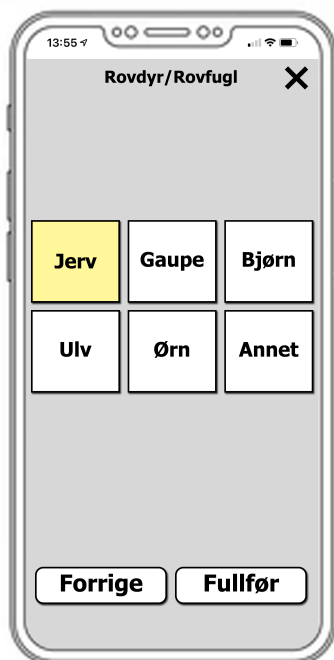 13:55
Rovdyr/Rovfugl
Jerv Gaupe Bjørn
Ulv Ørn Annet
Forrige Fullfør